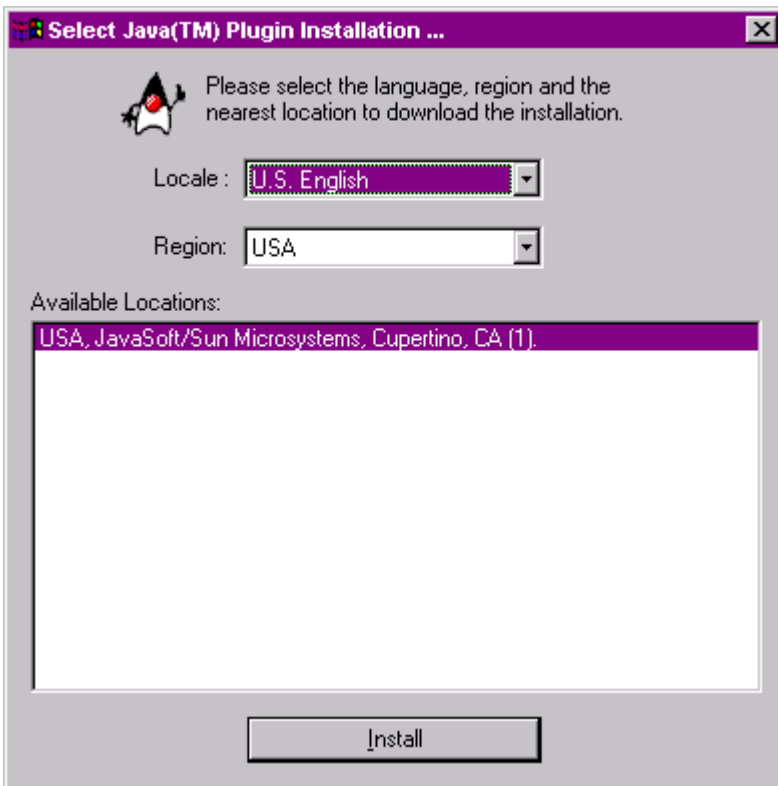 Select Java(TM) Plugin Installation ...
Please select the language, region and the
nearest location to download the installation.
Locale :
U.S. English
Region:
USA
Available Locations:
USA, JavaSoft/Sun Microsystems, Cupertino, CA (1).
Install